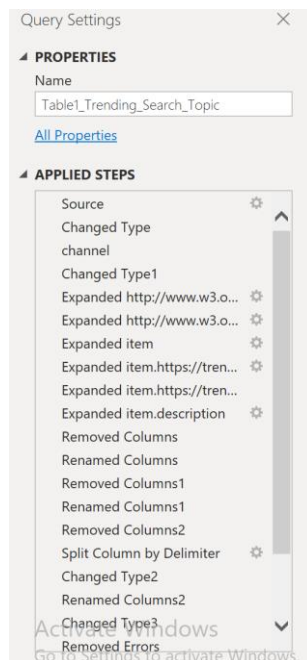 Query Settings
PROPERTIES
Name
Table1_Trending_Search_Topic
All Properties
APPLIED STEPS
Source
Changed Type
channel
Changed Type1
Expanded http://www.w3.o...
Expanded http://www.w3.o...
Expanded item
Expanded item.https://tren...
Expanded item.https://tren...
Expanded item.description
Removed Columns
Renamed Columns
Removed Columns1
Renamed Columns1
Removed Columns2
Split Column by Delimiter
Changed Type2
Renamed Columns2
Changed Type3
Activate Windows
Removed Errors
Go to Settings to activate Windows